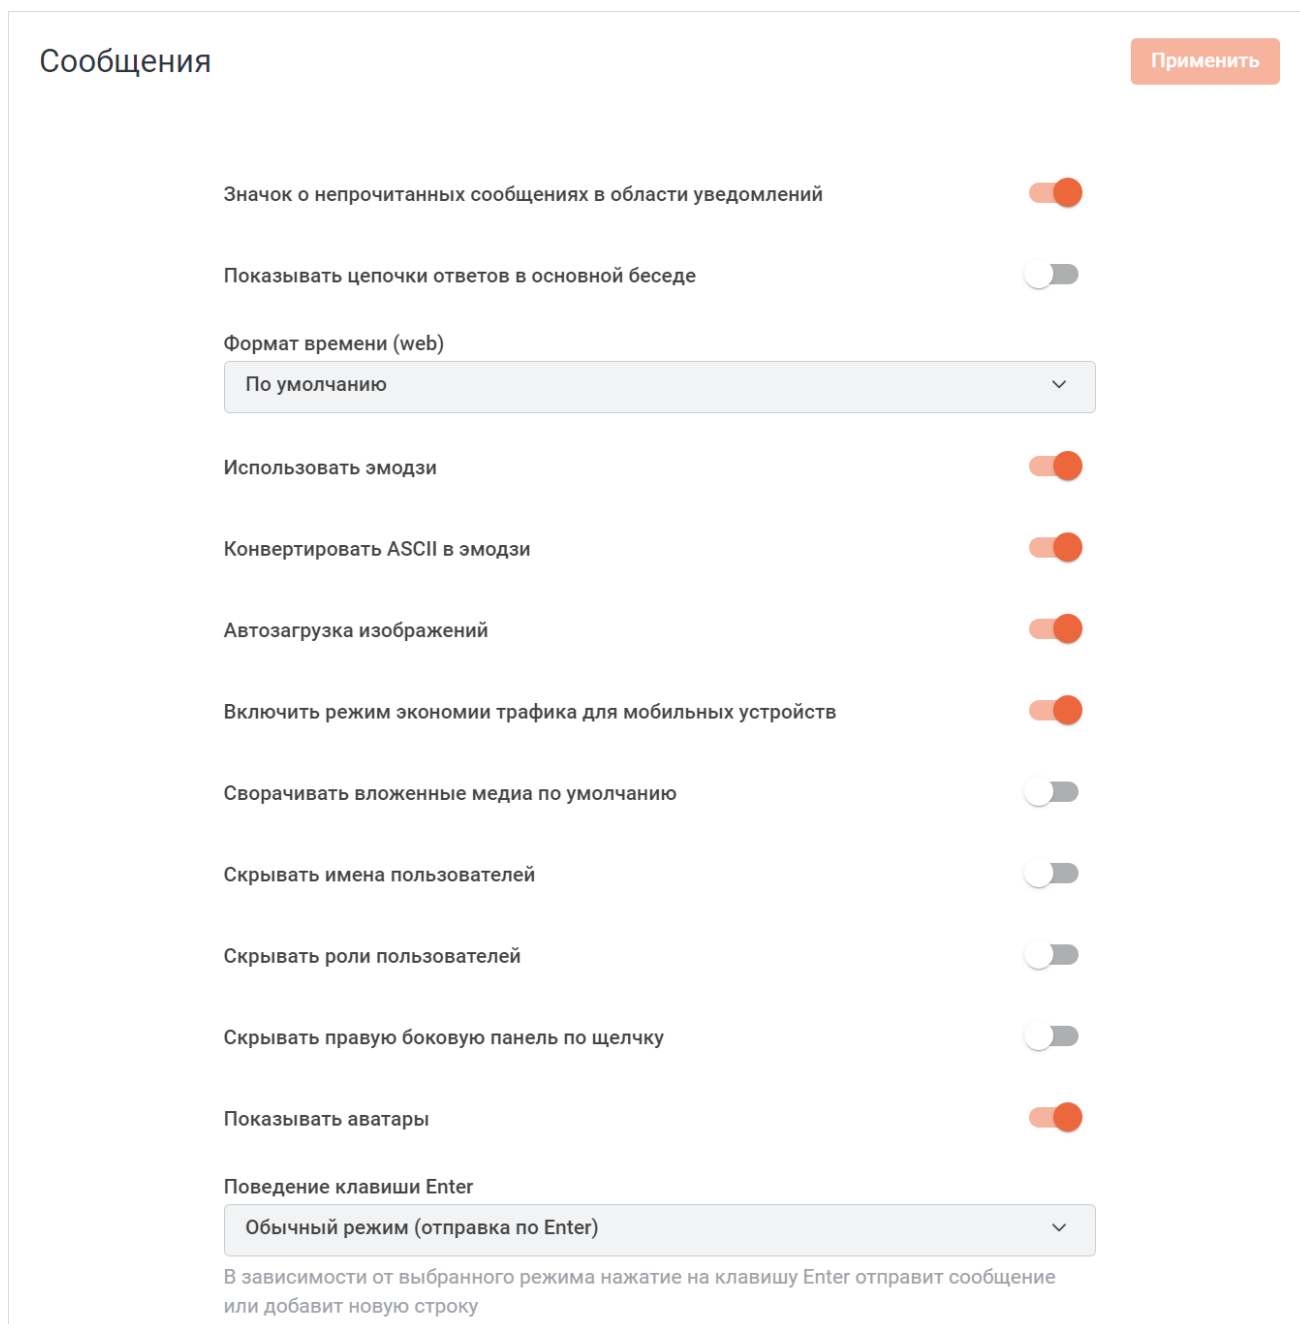 Сообщения
Применить
Значок о непрочитанных сообщениях в области уведомлений
Показывать цепочки ответов в основной беседе
Формат времени (web)
По умолчанию
Использовать эмодзи
Конвертировать ASCII в эмодзи
Автозагрузка изображений
Включить режим экономии трафика для мобильных устройств
Сворачивать вложенные медиа по умолчанию
Скрывать имена пользователей
Скрывать роли пользователей
Скрывать правую боковую панель по щелчку
Показывать аватары
Поведение клавиши Enter
Обычный режим (отправка по Enter)
В зависимости от выбранного режима нажатие на клавишу Enter отправит сообщение
или добавит новую строку